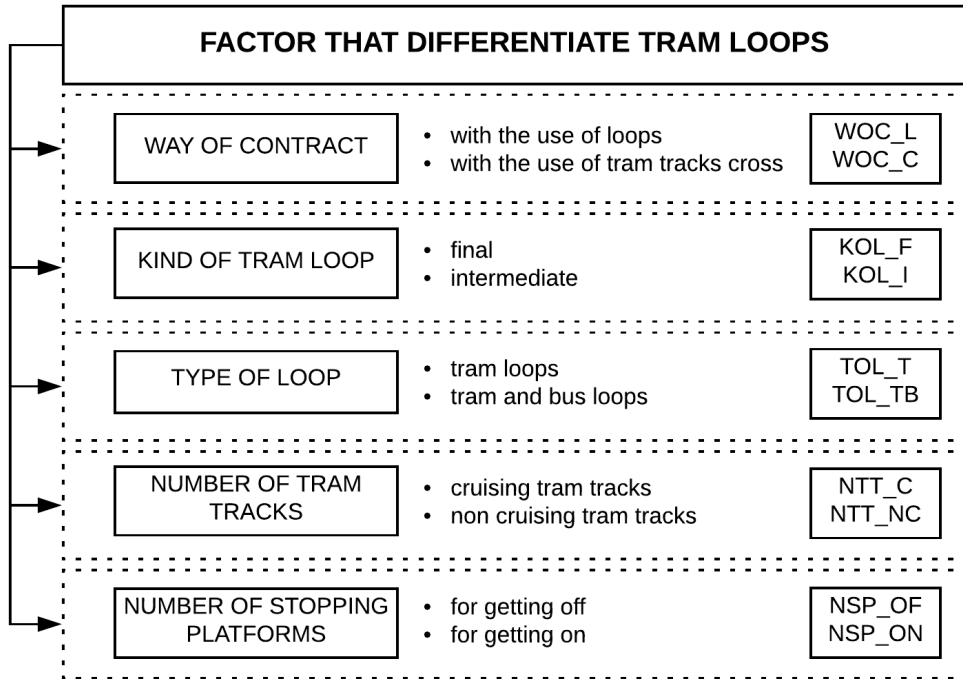 FACTOR THAT DIFFERENTIATE TRAM LOOPS
WAY OF CONTRACT
• with the use of loops
• with the use of tram tracks cross
WOC_L
WOC_C
KIND OF TRAM LOOP
• final
• intermediate
KOL_F
KOL_I
TYPE OF LOOP
• tram loops
• tram and bus loops
TOL_T
TOL_TB
NUMBER OF TRAM
TRACKS
• cruising tram tracks
• non cruising tram tracks
NTT_C
NTT_NC
NUMBER OF STOPPING
PLATFORMS
• for getting off
• for getting on
NSP_OF
NSP_ON